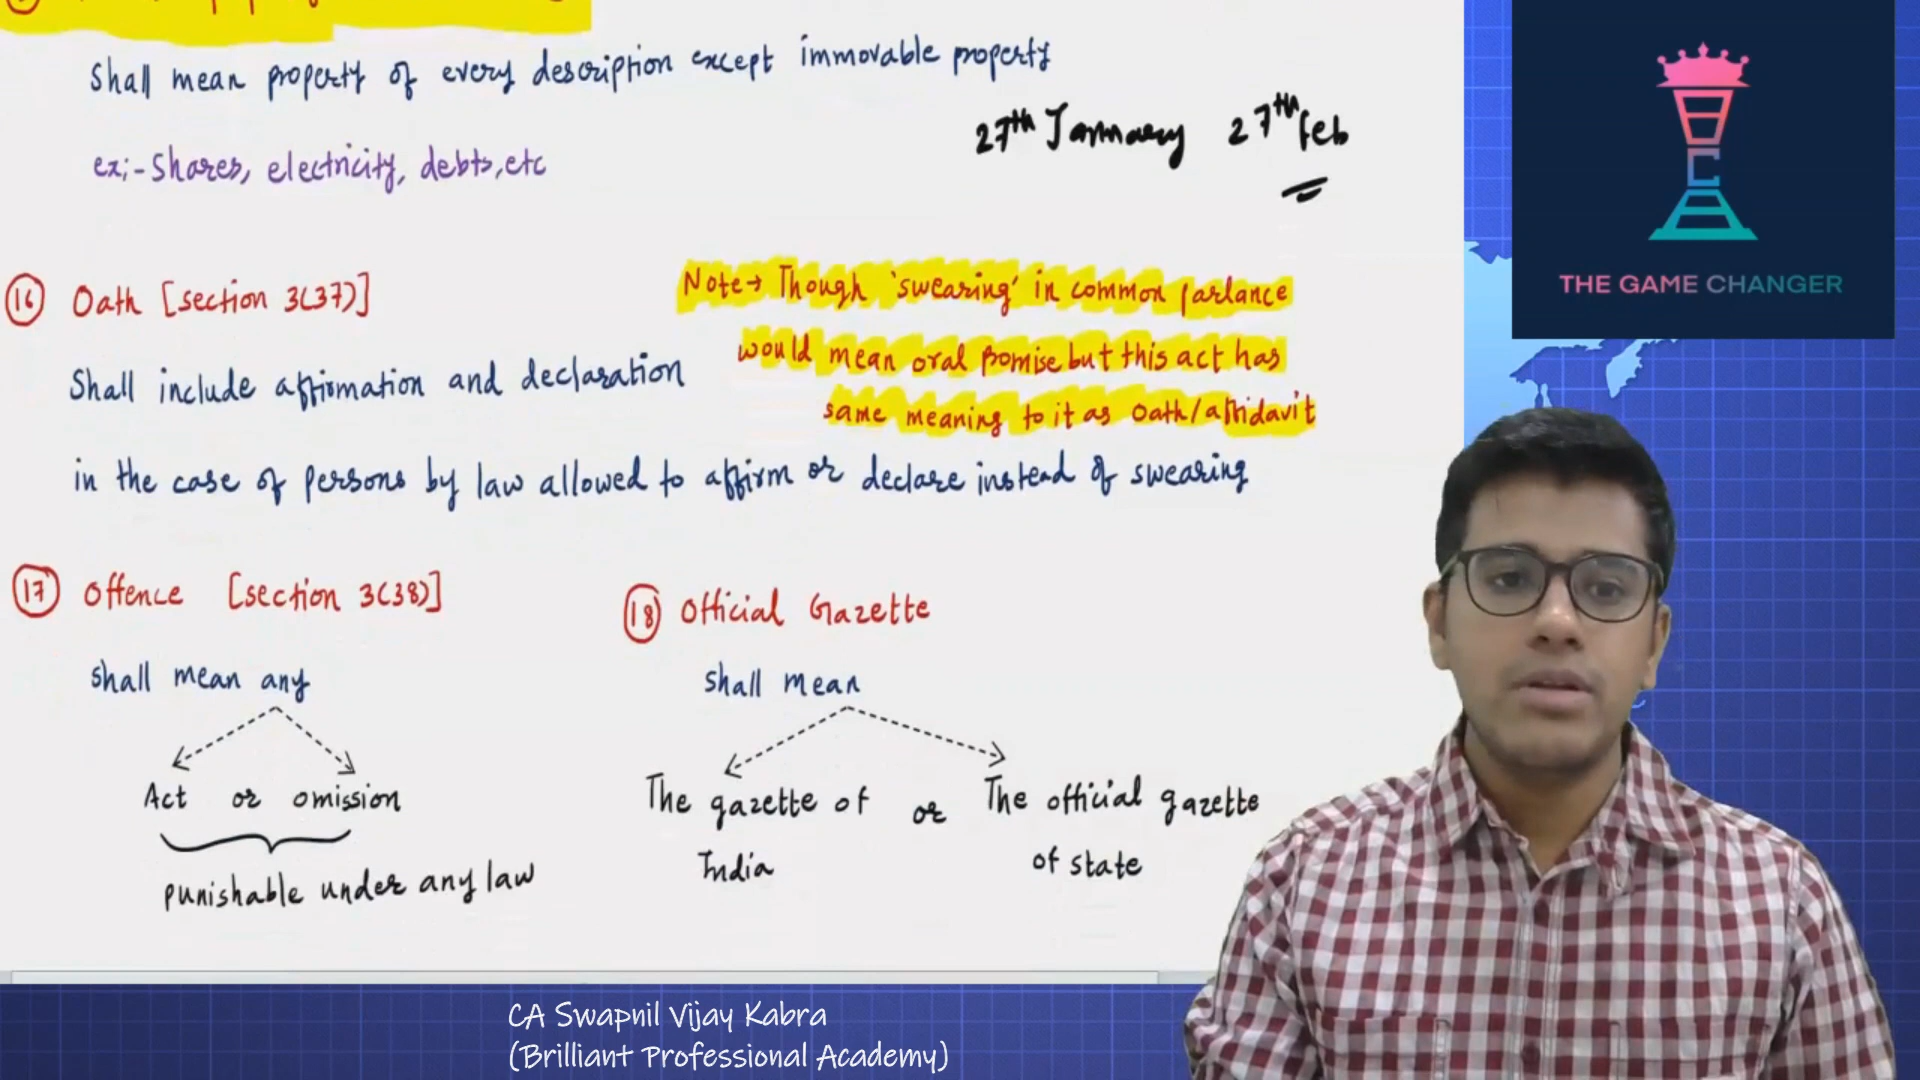 Shall mean property of every description except immovable property
27th January 27th feb
ex:- Shares, electricity, debts, etc
THE GAME CHANGER
16 Oath [section 3(37)]
Note→ Though 'swearing' in common parlance
would mean oral promise but this act has
same meaning to it as oath/affidavit
Shall include affirmation and declaration
in the case of persons by law allowed to affirm or declare instead of swearing
17 Offence [section 3(38)]
18 Official Gazette
shall mean any
shall mean
Act or omission
The gazette of or The official gazette
India
of state
punishable under any law
CA Swapnil Vijay Kabra
(Brilliant Professional Academy)